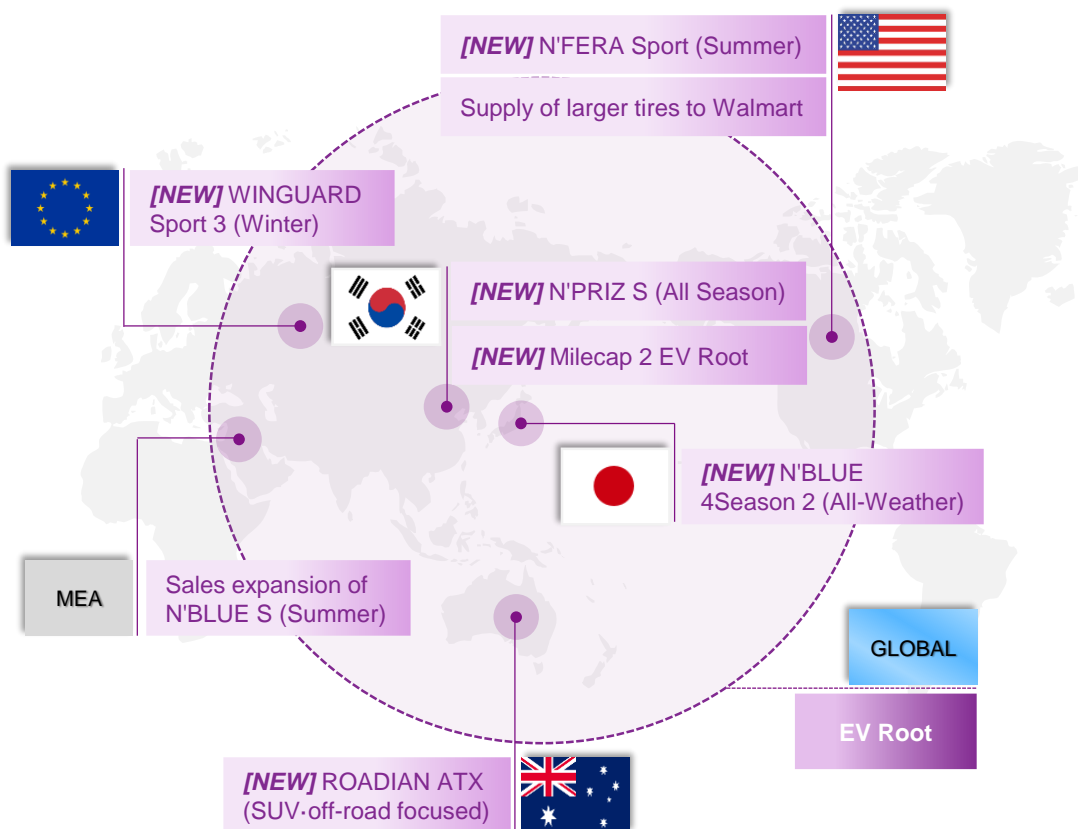 [NEW] N'FERA Sport (Summer)
Supply of larger tires to Walmart
[NEW] WINGUARD
Sport 3 (Winter)
[NEW] N'PRIZ S (All Season)
[NEW] Milecap 2 EV Root
[NEW] N'BLUE
4Season 2 (All-Weather)
MEA
Sales expansion of
N'BLUE S (Summer)
GLOBAL
EV Root
[NEW] ROADIAN ATX
(SUV·off-road focused)